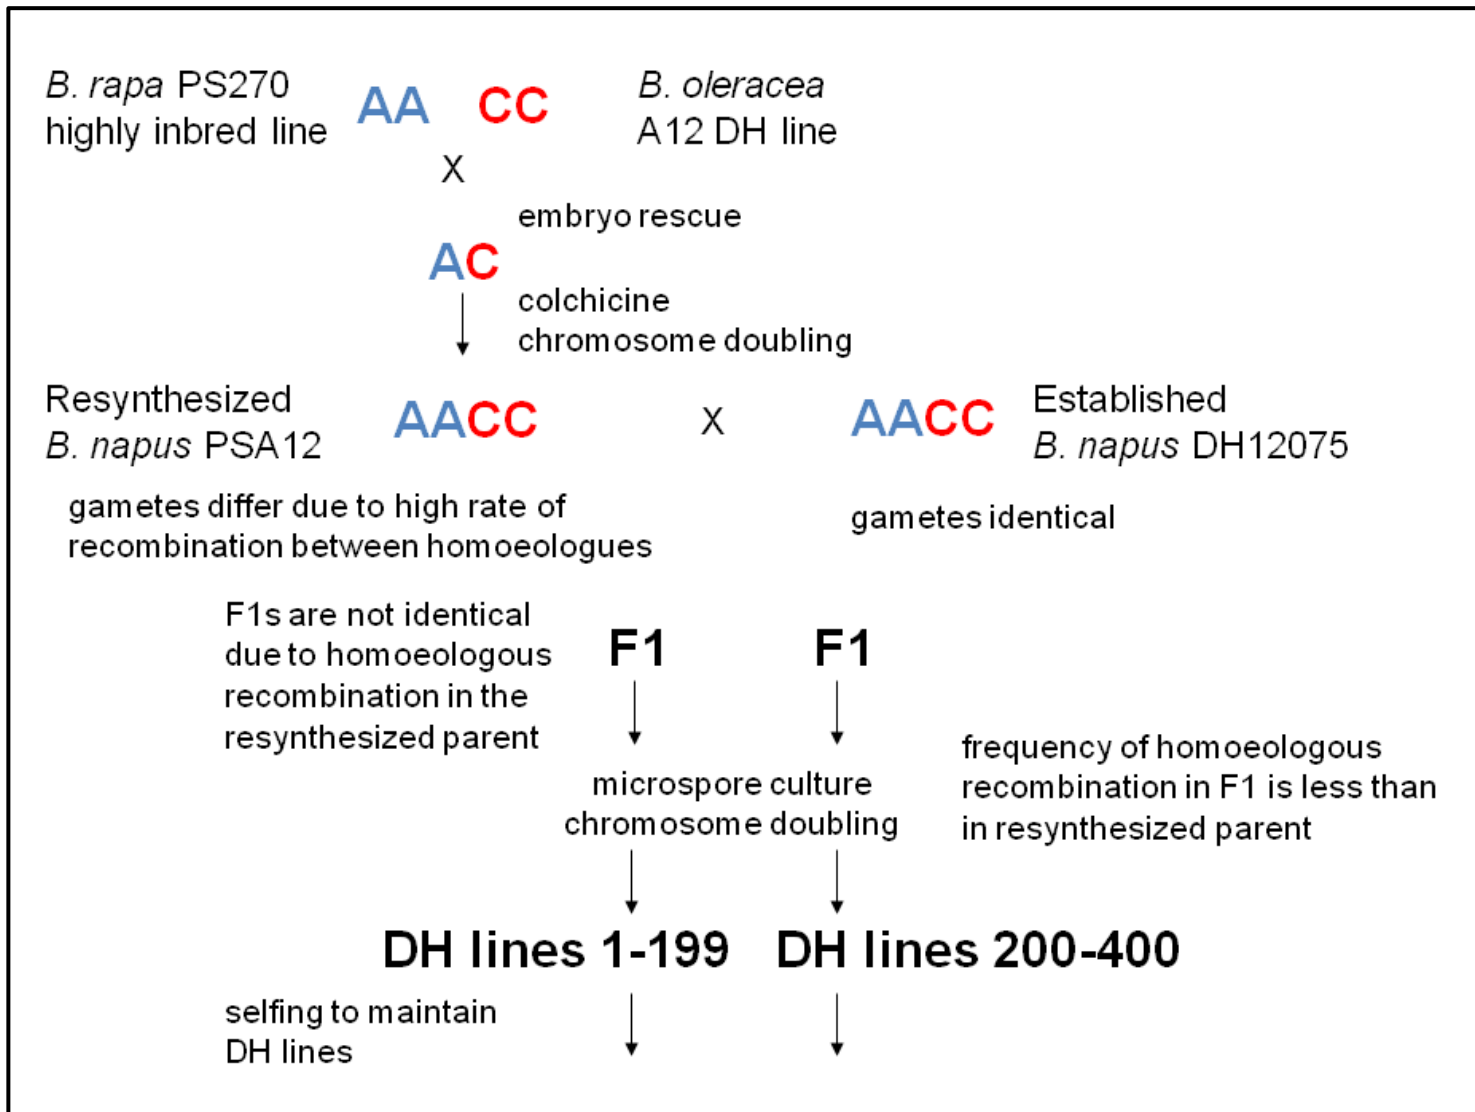 B. rapa PS270
highly inbred line
AA CC
B. oleracea
A12 DH line
X
embryo rescue
AC
colchicine
chromosome doubling
Resynthesized
B. napus PSA12
AACC
X
AACC
Established
B. napus DH12075
gametes differ due to high rate of
recombination between homoeologues
gametes identical
F1s are not identical
due to homoeologous
recombination in the
resynthesized parent
F1
F1
microspore culture
chromosome doubling
frequency of homoeologous
recombination in F1 is less than
in resynthesized parent
DH lines 1-199
DH lines 200-400
selfing to maintain
DH lines